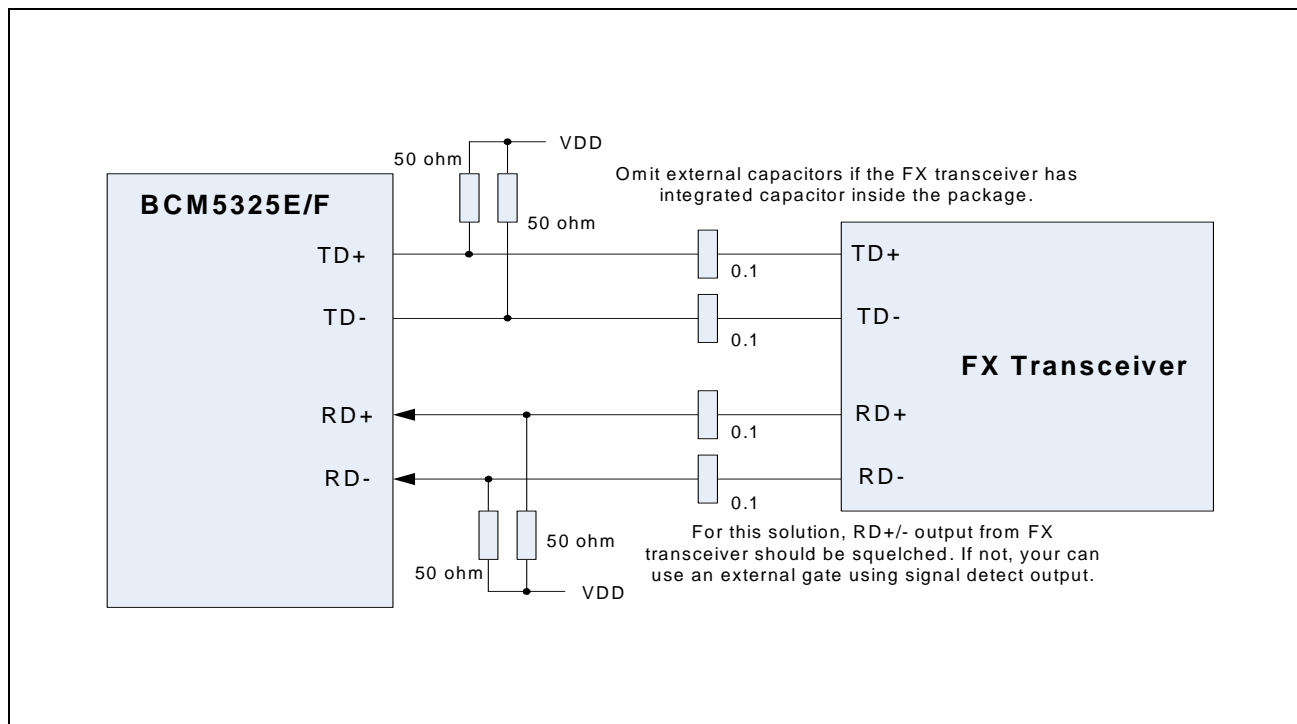 VDD
50 ohm
Omit external capacitors if the FX transceiver has
integrated capacitor inside the package.
BCM5325E/F
50 ohm
TD+
0.1
TD+
TD-
0.1
TD-
FX Transceiver
RD+
0.1
RD+
RD-
0.1
RD-
50 ohm
50 ohm
For this solution, RD+/- output from FX
transceiver should be squelched. If not, your can
use an external gate using signal detect output.
VDD